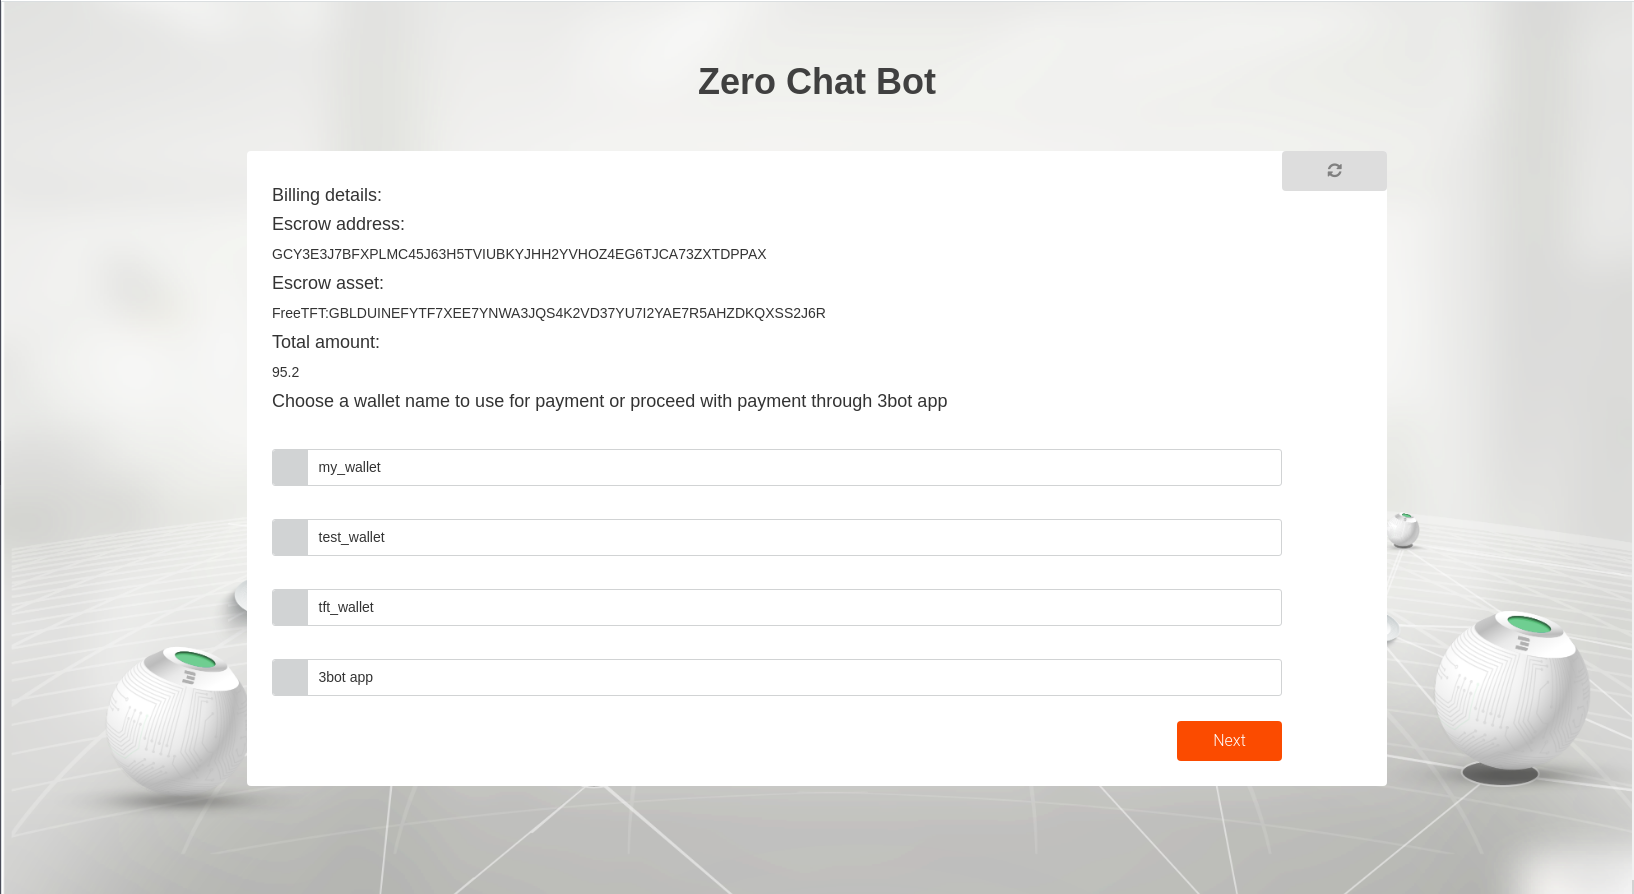 Zero Chat Bot
Billing details:
Escrow address:
GCY3E3J7BFXPLMC45J63H5TVIUBKYJHH2YVHOZ4EG6TJCA73ZXTDPPAX
Escrow asset:
FreeTFT:GBLDUINEFYTF7XEE7YNWA3JQS4K2VD37YU7I2YAE7R5AHZDKQXSS2J6R
Total amount:
95.2
Choose a wallet name to use for payment or proceed with payment through 3bot app
my_wallet
test_wallet
tft_wallet
3bot app
Next